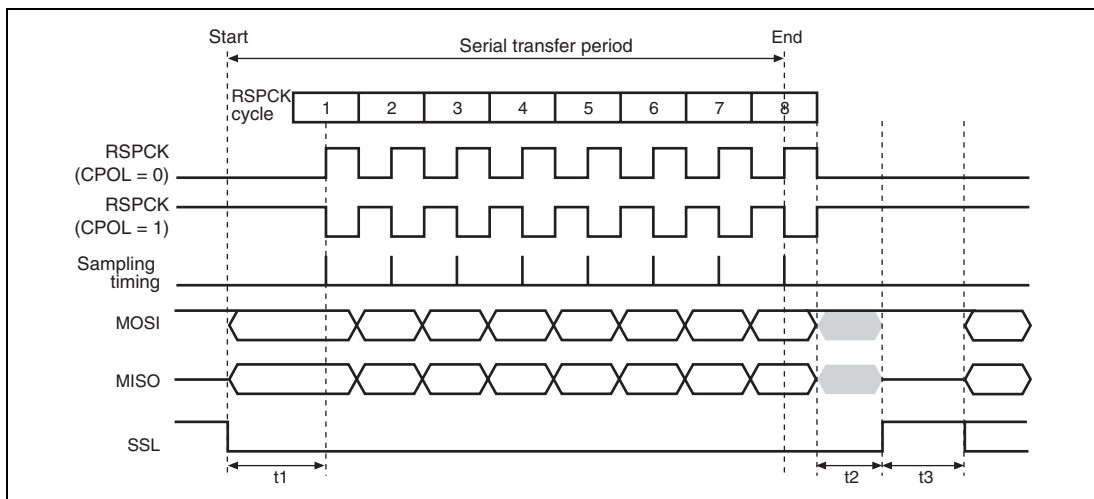 Start
Serial transfer period
End
RSPCK
cycle
1 2 3 4 5 6 7 8
RSPCK
(CPOL = 0)
RSPCK
(CPOL = 1)
Sampling
timing
MOSI
MISO
SSL
t1
t2
t3